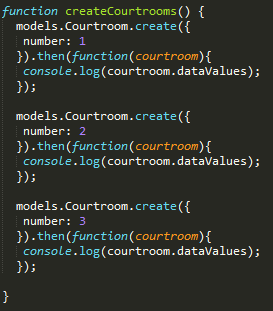 function createCourtrooms() {
  models.Courtroom.create({
   number: 1
  }).then(function(courtroom){
   console.log(courtroom.dataValues);
  });

  models.Courtroom.create({
   number: 2
  }).then(function(courtroom){
   console.log(courtroom.dataValues);
  });

  models.Courtroom.create({
   number: 3
  }).then(function(courtroom){
   console.log(courtroom.dataValues);
  });

}